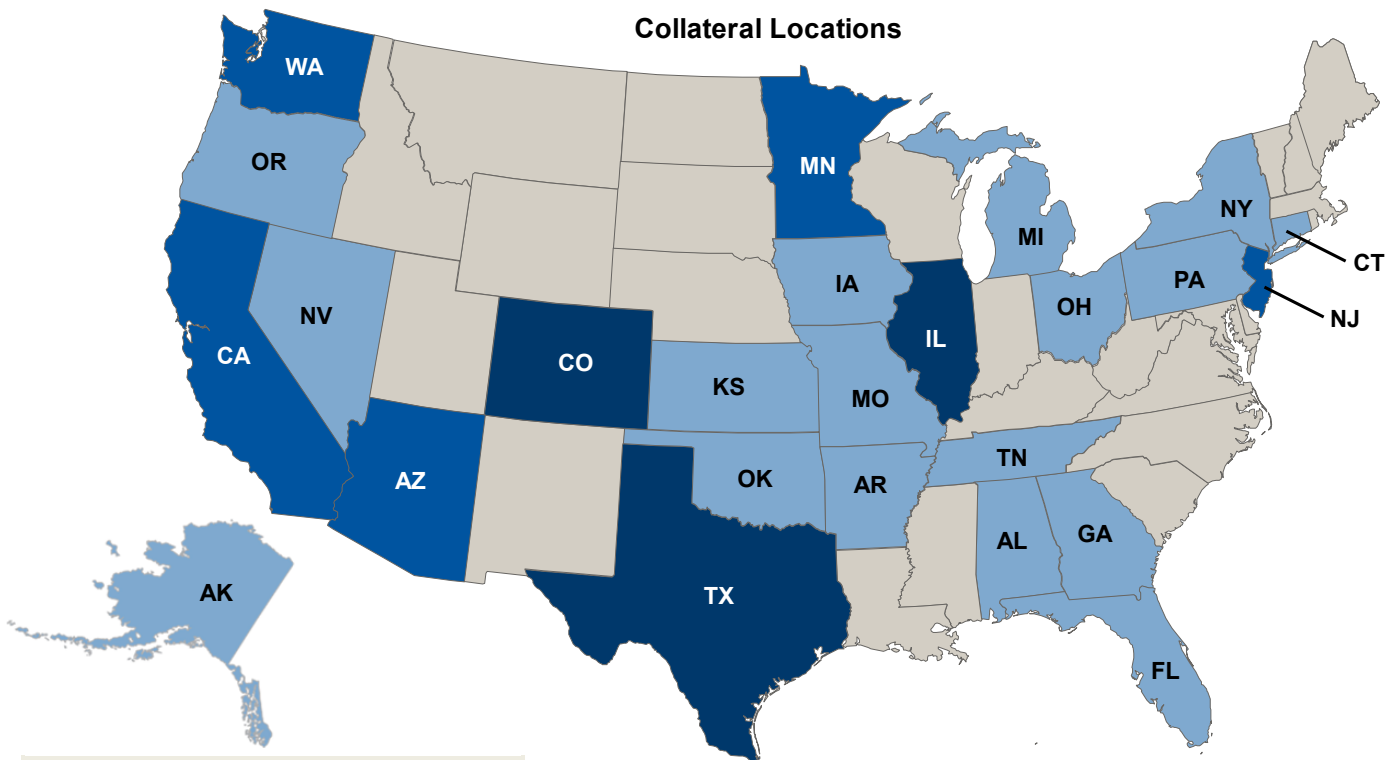 Collateral Locations
WA
OR
MN
NY
MI
CT
IA
PA
OH
NV
NJ
IL
CA
CO
KS
MO
TN
AZ
OK
AR
GA
AL
AK
TX
FL